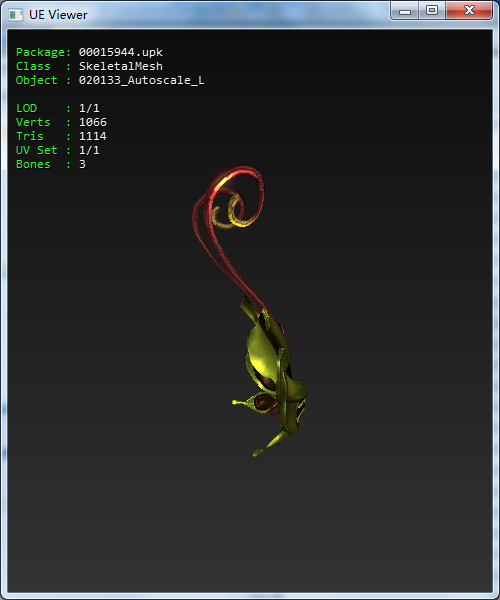 UE Viewer
Package: 00015944.upk
Class : SkeletalMesh
Object : 020133_Autoscale_L
LOD : 1/1
Verts : 1066
Tris : 1114
UV Set : 1/1
Bones : 3